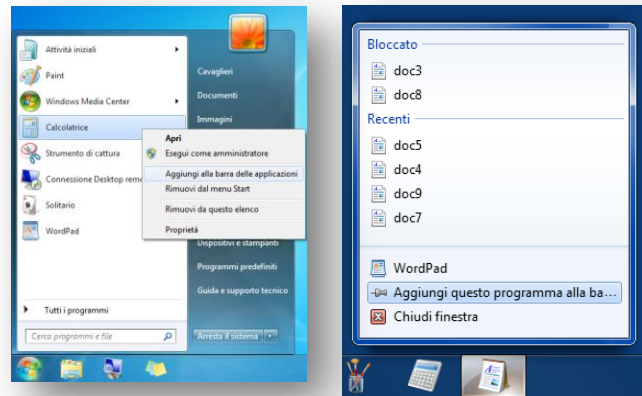 Attività iniziali
Paint
Windows Media Center
Calcolatrice
Strumento di cattura
Connessione Desktop remo
Solitario
WordPad
Tutti i programmi
Cerca programmi e file
Cavaglieri
Documenti
Immagini
Apri
Esegui come amministratore
Aggiungi alla barra delle applicazioni
Rimuovi dal menu Start
Rimuovi da questo elenco
Proprietà
Dispositivi e stampanti
Programmi predefiniti
Guida e supporto tecnico
Arresta il sistema
Bloccato
doc3
doc8
Recenti
doc5
doc4
doc9
doc7
WordPad
Aggiungi questo programma alla ba...
Chiudi finestra